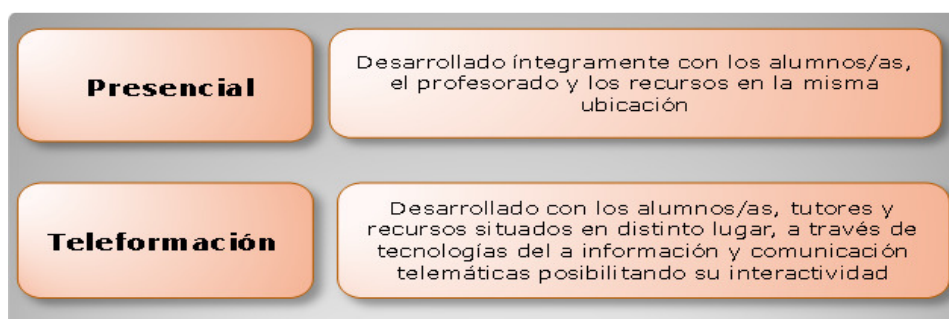 Presencial
Desarrollado íntegramente con los alumnos/as,
el profesorado y los recursos en la misma
ubicación
Teleformación
Desarrollado con los alumnos/as, tutores y
recursos situados en distinto lugar, a través de
tecnologías del a información y comunicación
telemáticas posibilitando su interactividad